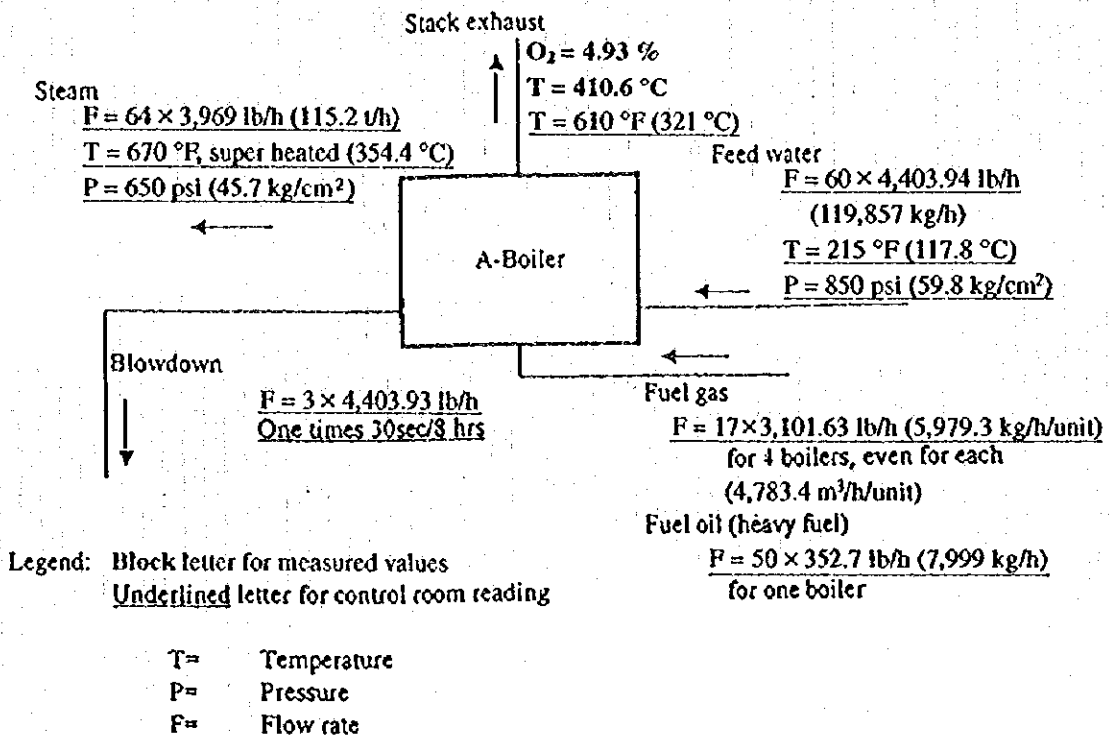 Stack exhaust
O₂ = 4.93 %
T = 410.6 °C
T = 610 °F (321 °C)
Steam
F = 64 × 3,969 lb/h (115.2 t/h)
T = 670 °F, super heated (354.4 °C)
P = 650 psi (45.7 kg/cm²)
Feed water
F = 60 × 4,403.94 lb/h
(119,857 kg/h)
T = 215 °F (117.8 °C)
P = 850 psi (59.8 kg/cm²)
A-Boiler
Blowdown
F = 3 × 4,403.93 lb/h
One times 30sec/8 hrs
Fuel gas
F = 17×3,101.63 lb/h (5,979.3 kg/h/unit)
for 4 boilers, even for each
(4,783.4 m³/h/unit)
Fuel oil (heavy fuel)
F = 50 × 352.7 lb/h (7,999 kg/h)
for one boiler
Legend: Block letter for measured values
Underlined letter for control room reading
T= Temperature
P= Pressure
F= Flow rate